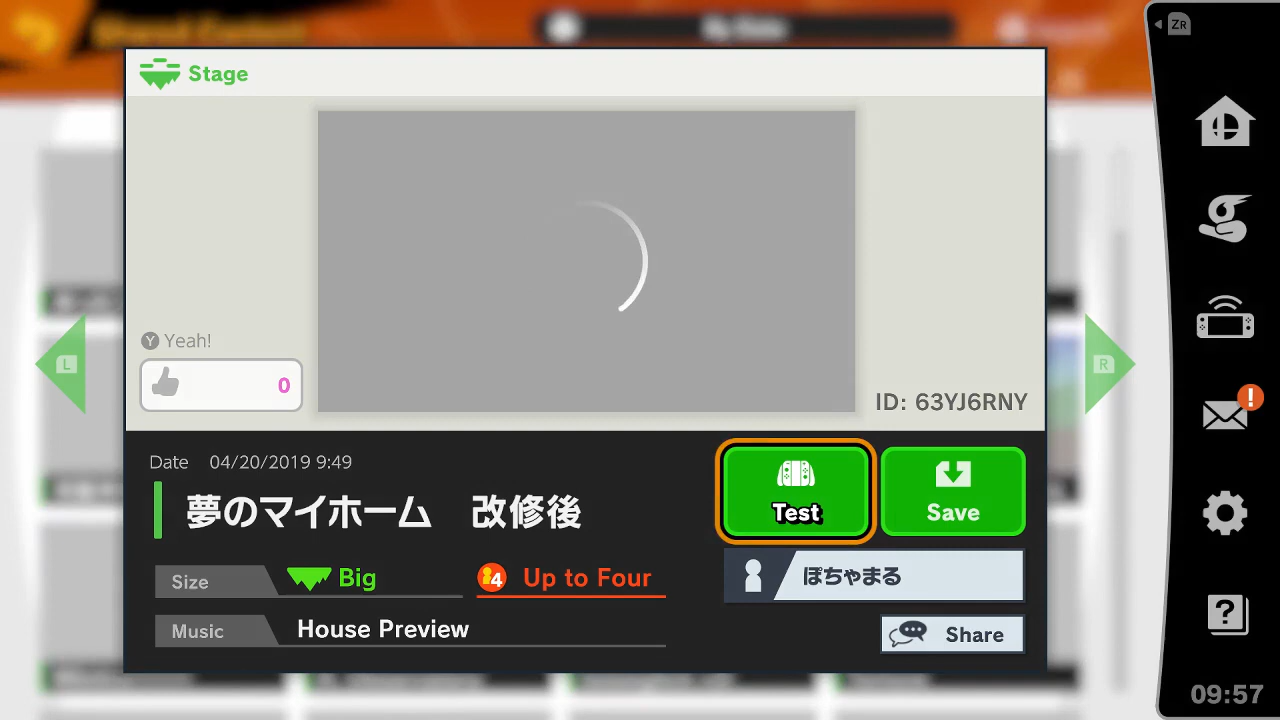 ZR
Stage
Y Yeah!
0
L
R
ID: 63YJ6RNY
Date 04/20/2019 9:49
夢のマイホーム　改修後
Test
Save
Size Big
4 Up to Four
ぽちゃまる
Music House Preview
Share
09:57